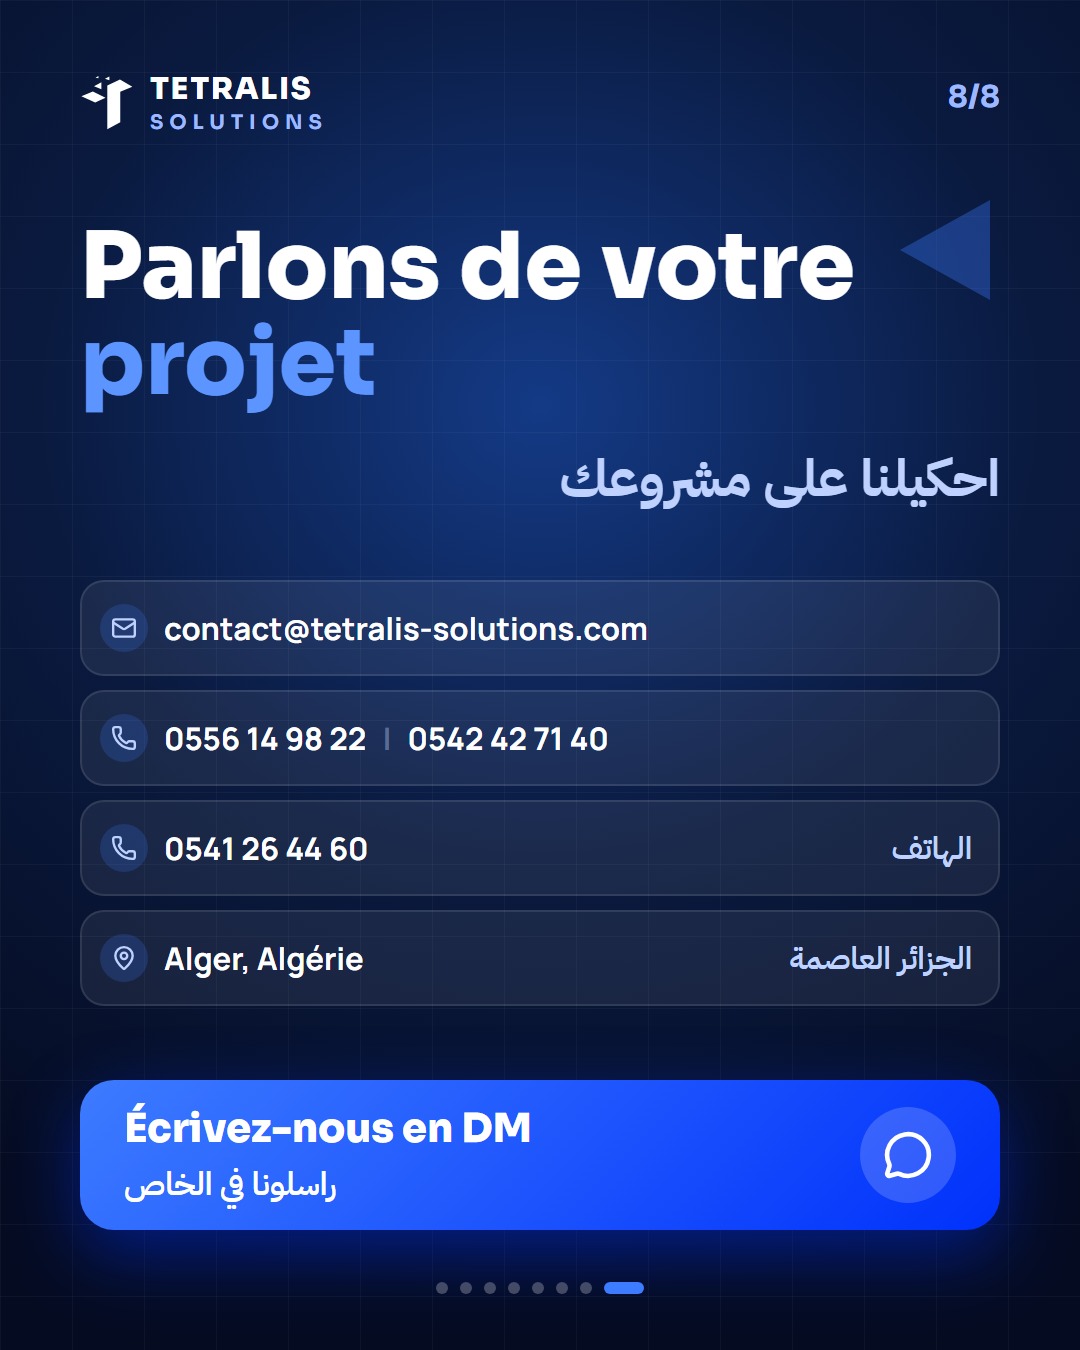 TETRALIS
SOLUTIONS
8/8
Parlons de votre
projet
احكيلنا على مشروعك
contact@tetralis-solutions.com
0556 14 98 22 | 0542 42 71 40
0541 26 44 60 الهاتف
Alger, Algérie الجزائر العاصمة
Écrivez-nous en DM
راسلونا في الخاص